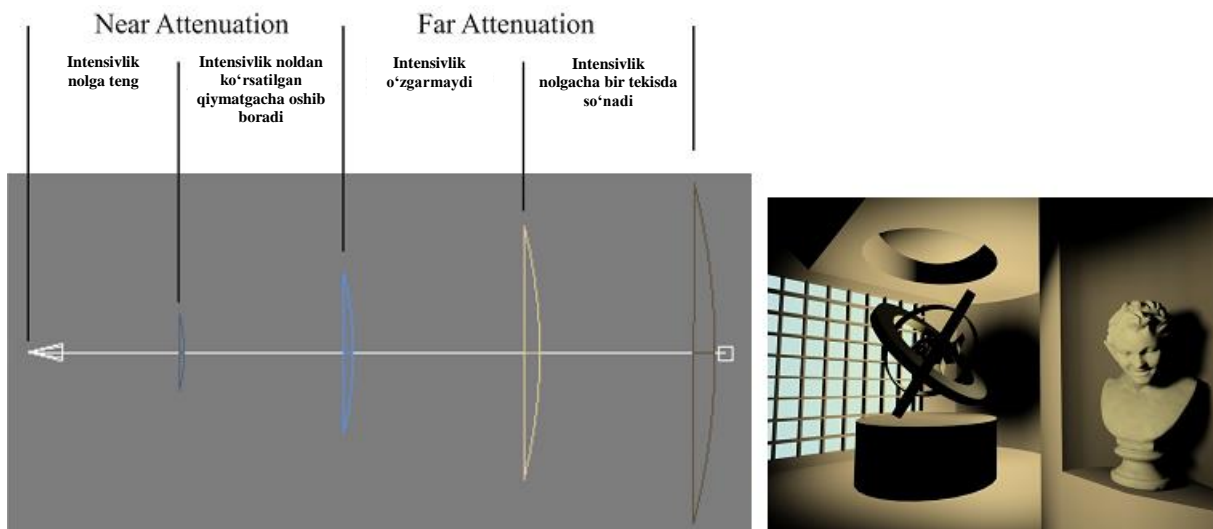 Near Attenuation
Far Attenuation
Intensivlik
nolga teng
Intensivlik noldan
ko‘rsatilgan
qiymatgacha oshib
boradi
Intensivlik
o‘zgarmaydi
Intensivlik
nolgacha bir tekisda
so‘nadi